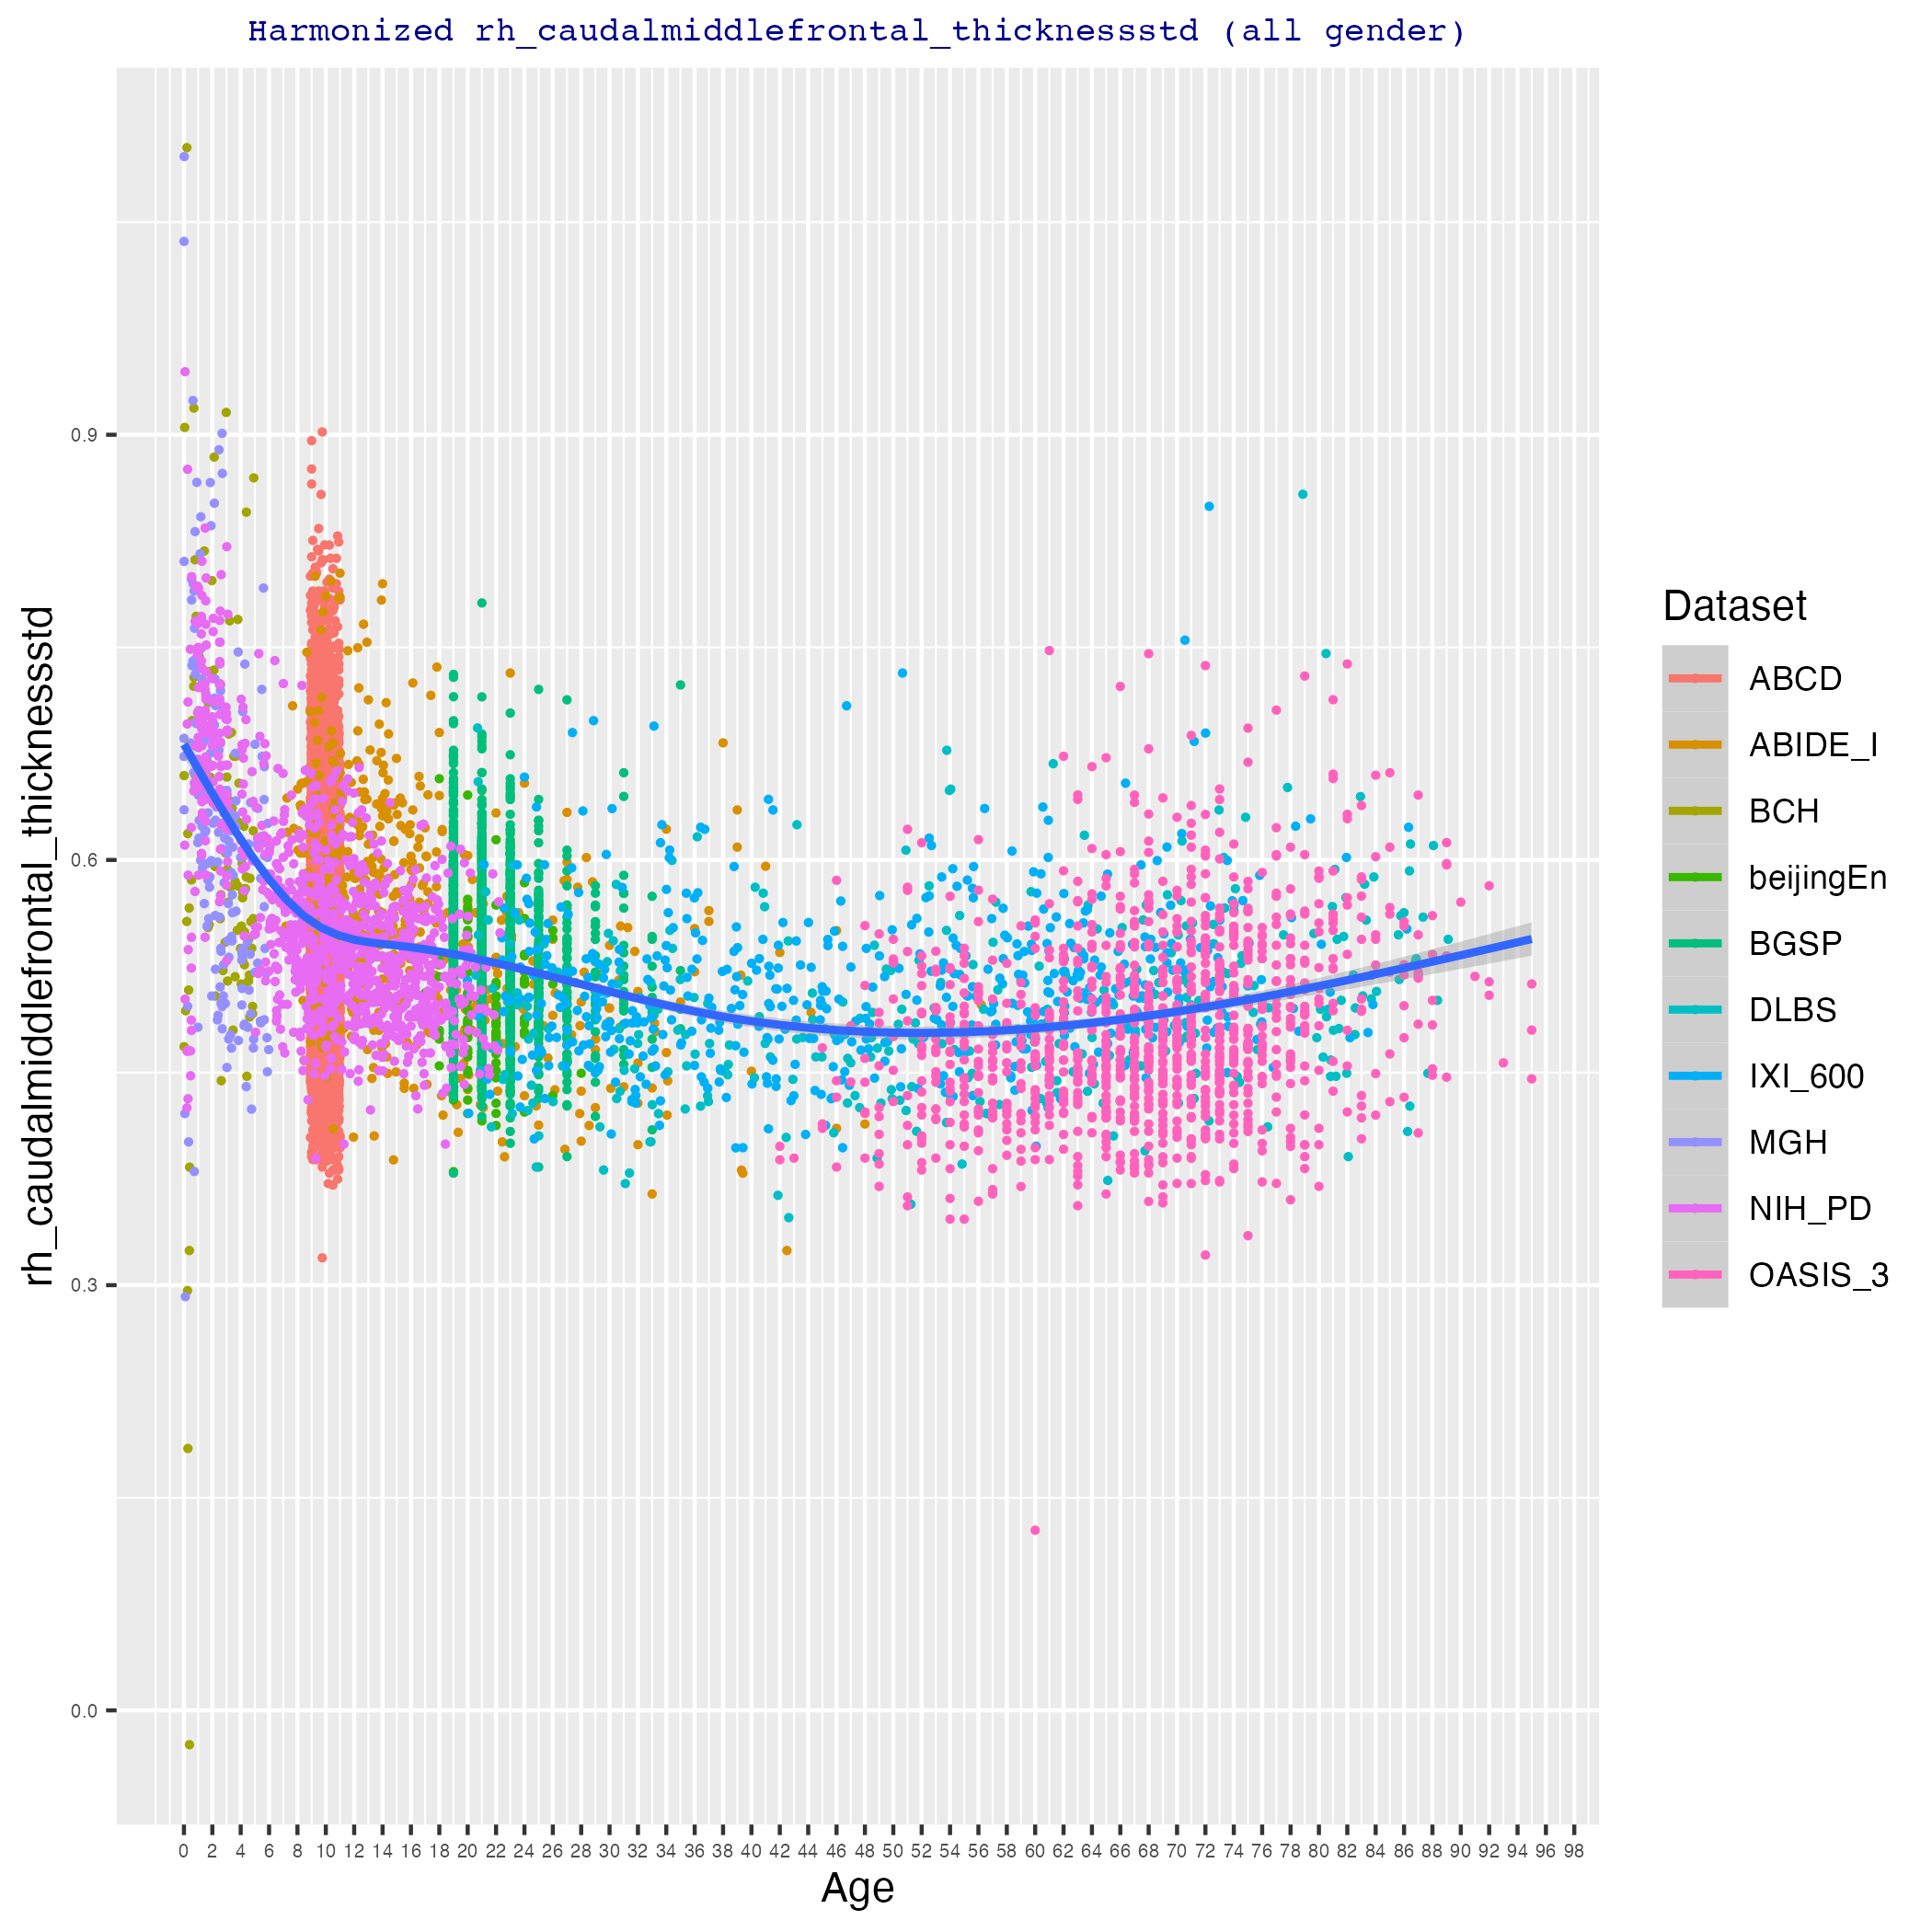 Harmonized rh_caudalmiddlefrontal_thicknessstd (all gender)
rh_caudalmiddlefrontal_thicknessstd
0.9
0.6
0.3
0.0
0 2 4 6 8 10 12 14 16 18 20 22 24 26 28 30 32 34 36 38 40 42 44 46 48 50 52 54 56 58 60 62 64 66 68 70 72 74 76 78 80 82 84 86 88 90 92 94 96 98
Age
Dataset
ABCD
ABIDE_I
BCH
beijingEn
BGSP
DLBS
IXI_600
MGH
NIH_PD
OASIS_3